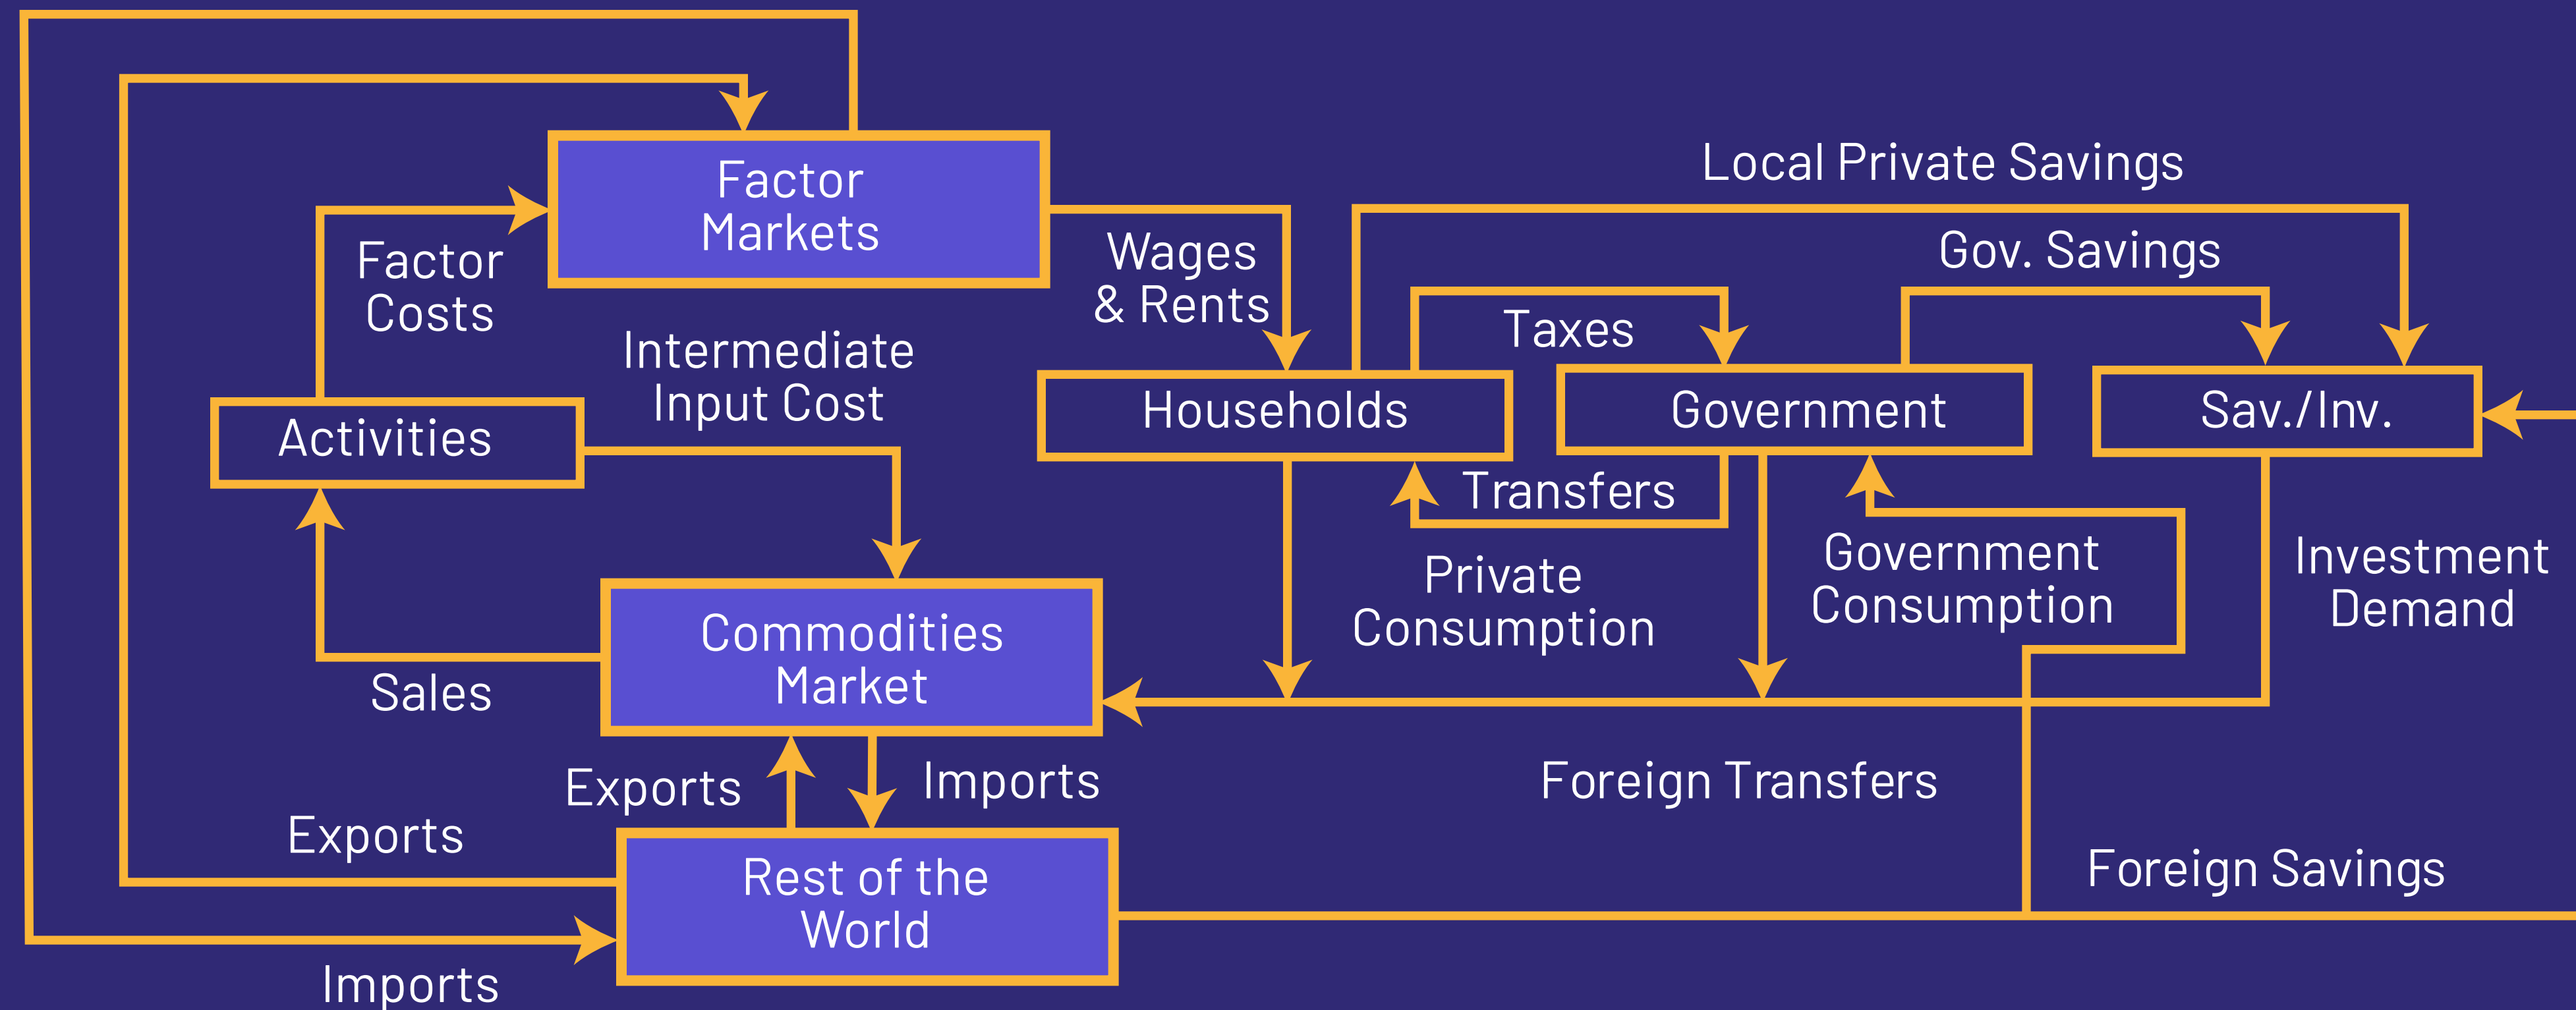 Factor
Markets
Local Private Savings
Factor
Costs
Wages
& Rents
Gov. Savings
Taxes
Intermediate
Input Cost
Activities
Households
Government
Sav./Inv.
Transfers
Private
Consumption
Government
Consumption
Investment
Demand
Commodities
Market
Sales
Exports
Imports
Foreign Transfers
Exports
Rest of the
World
Foreign Savings
Imports